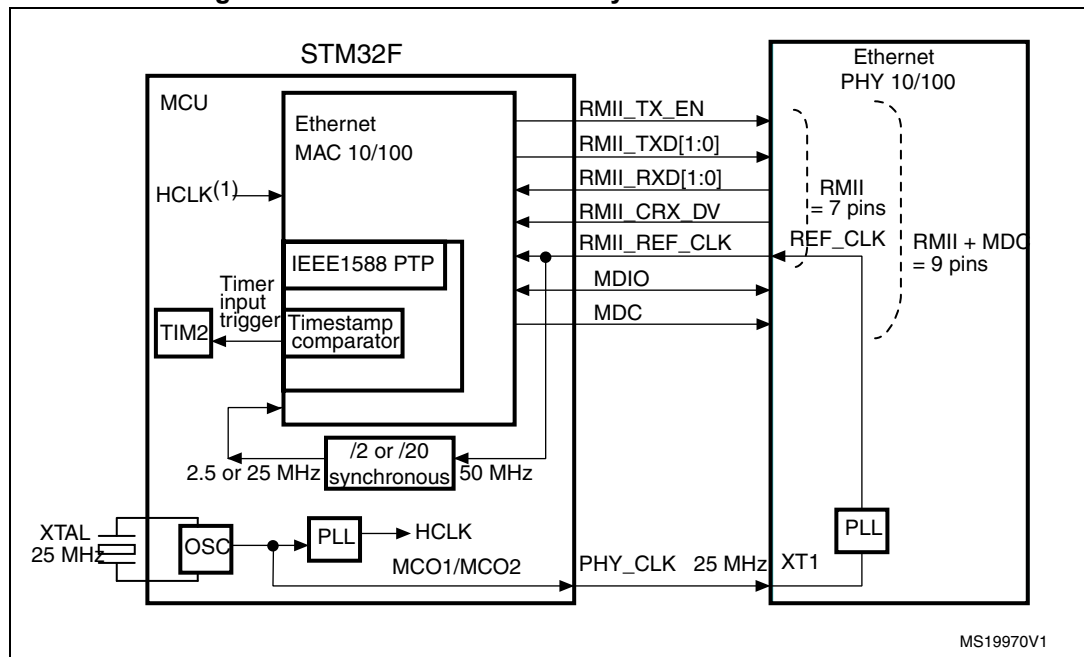 STM32F
MCU
Ethernet
MAC 10/100
HCLK(1)
IEEE1588 PTP
Timer
input
trigger
TIM2
Timestamp
comparator
/2 or /20
synchronous
2.5 or 25 MHz
50 MHz
XTAL
25 MHz
OSC
PLL
HCLK
MCO1/MCO2
RMII_TX_EN
RMII_TXD[1:0]
RMII_RXD[1:0]
RMII_CRX_DV
RMII_REF_CLK
MDIO
MDC
PHY_CLK 25 MHz
Ethernet
PHY 10/100
RMII
= 7 pins
REF_CLK
RMII + MDC
= 9 pins
PLL
XT1
MS19970V1